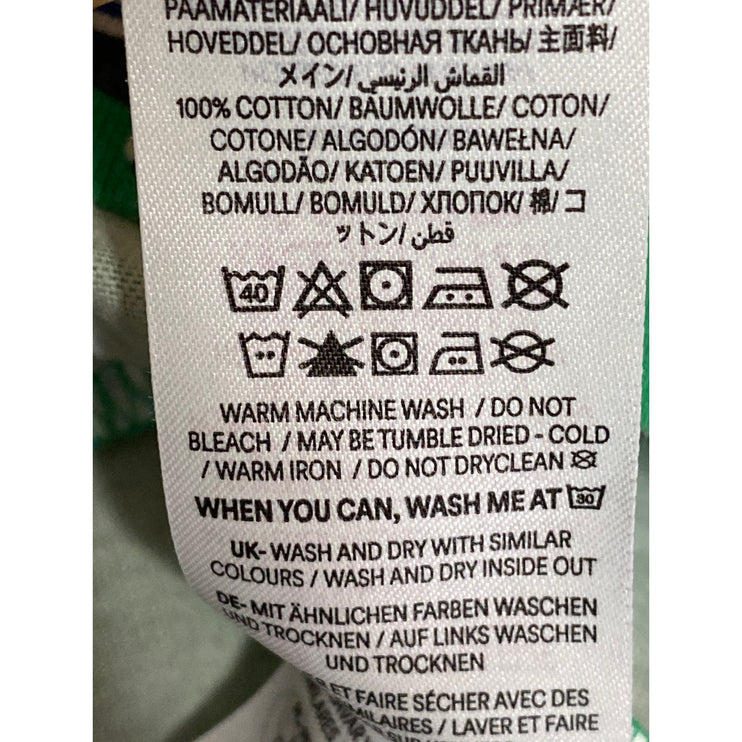 PAAMATERIAALI/ HUVUDDEL/ PRIMÆR/
HOVEDDEL/ ОСНОВНАЯ ТКАНЬ/ 主面料/
メイン/ القماش الرئيسي/
100% COTTON/ BAUMWOLLE/ COTON/
COTONE/ ALGODÓN/ BAWEŁNA/
ALGODÃO/ KATOEN/ PUUVILLA/
BOMULL/ BOMULD/ ХЛОПОК/ 棉/ コ
ットン/ قطن/
40
WARM MACHINE WASH / DO NOT
BLEACH / MAY BE TUMBLE DRIED - COLD
/ WARM IRON / DO NOT DRYCLEAN
WHEN YOU CAN, WASH ME AT 30
UK- WASH AND DRY WITH SIMILAR
COLOURS / WASH AND DRY INSIDE OUT
DE- MIT ÄHNLICHEN FARBEN WASCHEN
UND TROCKNEN / AUF LINKS WASCHEN
UND TROCKNEN
ET FAIRE SÉCHER AVEC DES
MILAIRES / LAVER ET FAIRE